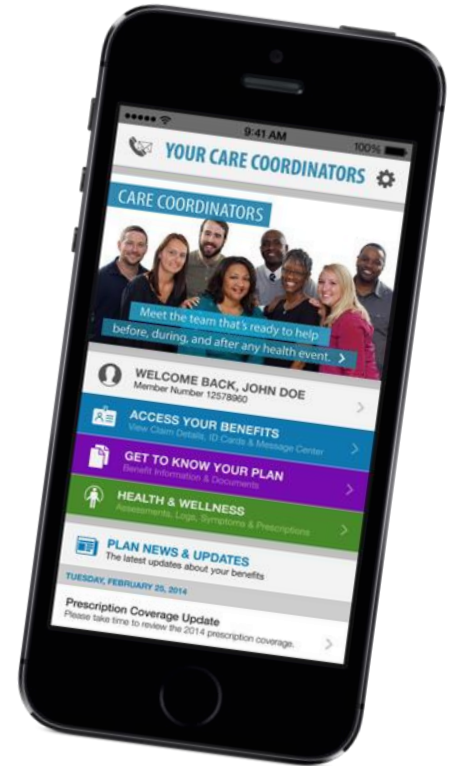 9:41 AM
100%
YOUR CARE COORDINATORS
CARE COORDINATORS
Meet the team that's ready to help
before, during, and after any health event.
WELCOME BACK, JOHN DOE
Member Number 12578960
ACCESS YOUR BENEFITS
View Claim Details, ID Cards & Message Center
GET TO KNOW YOUR PLAN
Benefit Information & Documents
HEALTH & WELLNESS
Assessments, Logs, Symptoms & Prescriptions
PLAN NEWS & UPDATES
The latest updates about your benefits
TUESDAY, FEBRUARY 25, 2014
Prescription Coverage Update
Please take time to review the 2014 prescription coverage.